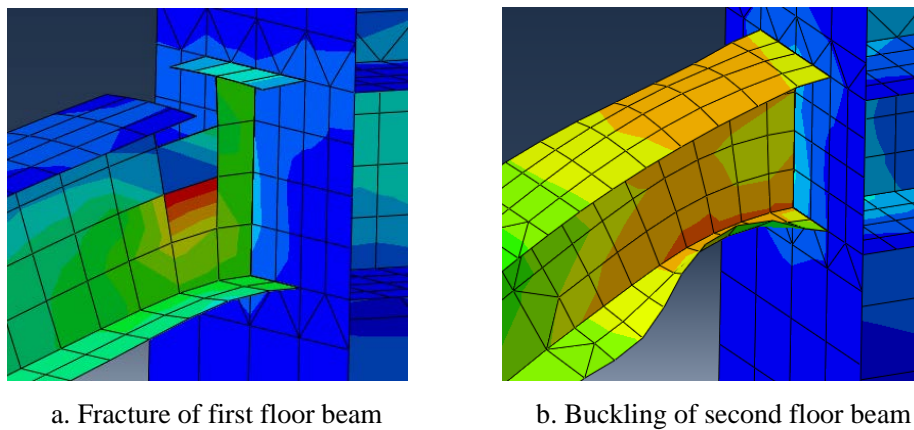 a. Fracture of first floor beam
b. Buckling of second floor beam